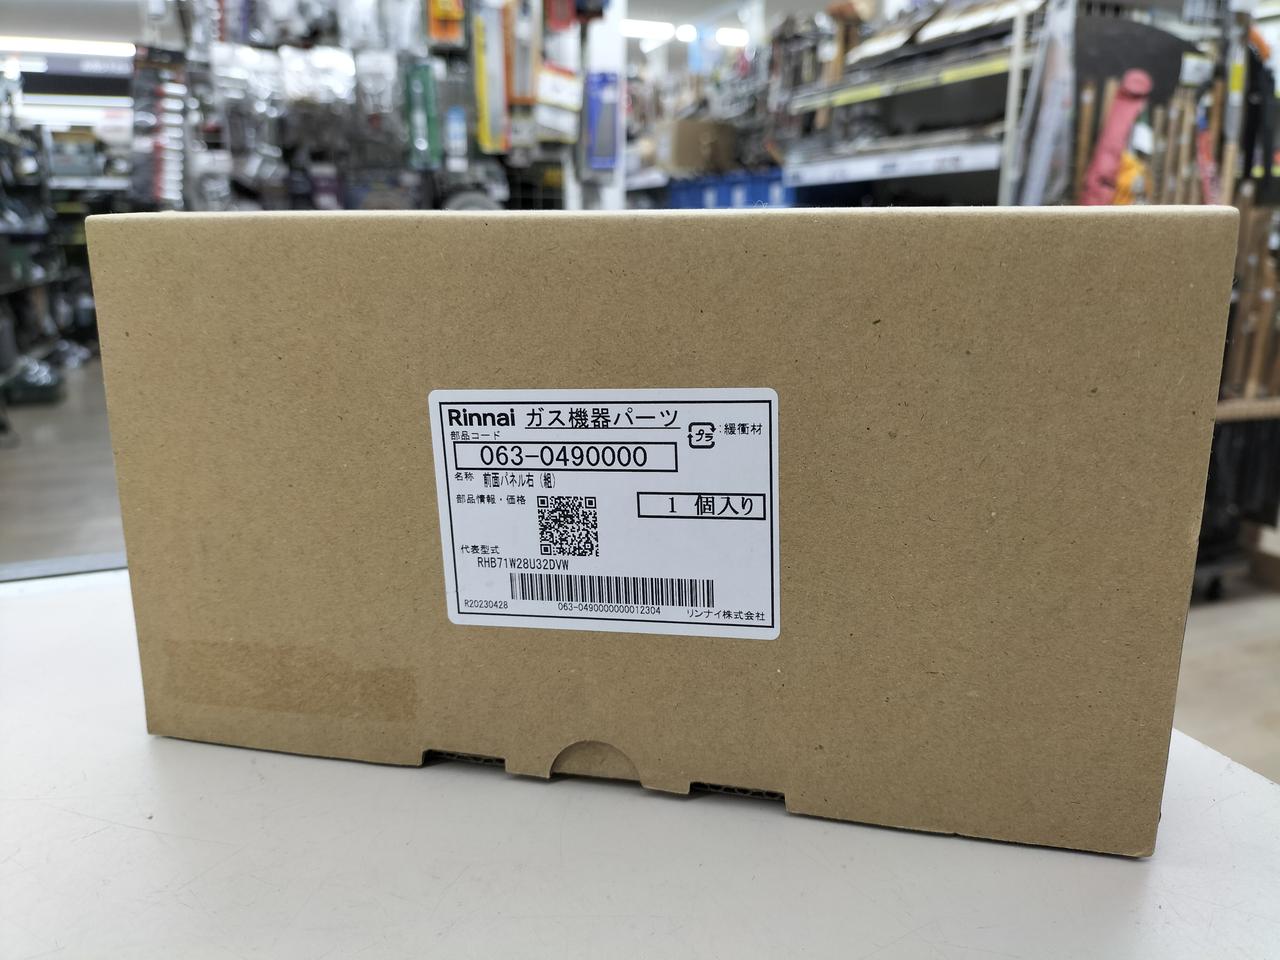 Rinnai ガス機器パーツ
部品コード
プラ :緩衝材
063-0490000
名称 前面パネル右(組)
部品情報・価格
1 個入り
代表型式
RHB71W28U32DVW
R20230428
063-0490000000012304
リンナイ株式会社